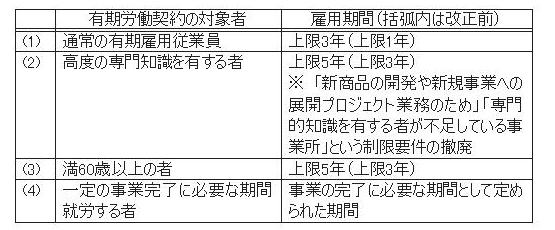 有期労働契約の対象者 雇用期間(括弧内は改正前)
(1) 通常の有期雇用従業員 上限3年(上限1年)
(2) 高度の専門知識を有する者 上限5年(上限3年)
※「新商品の開発や新規事業への
展開プロジェクト業務のため」「専門
的知識を有する者が不足している事
業所」という制限要件の撤廃
(3) 満60歳以上の者 上限5年(上限3年)
(4) 一定の事業完了に必要な期間 事業の完了に必要な期間として定め
就労する者 られた期間